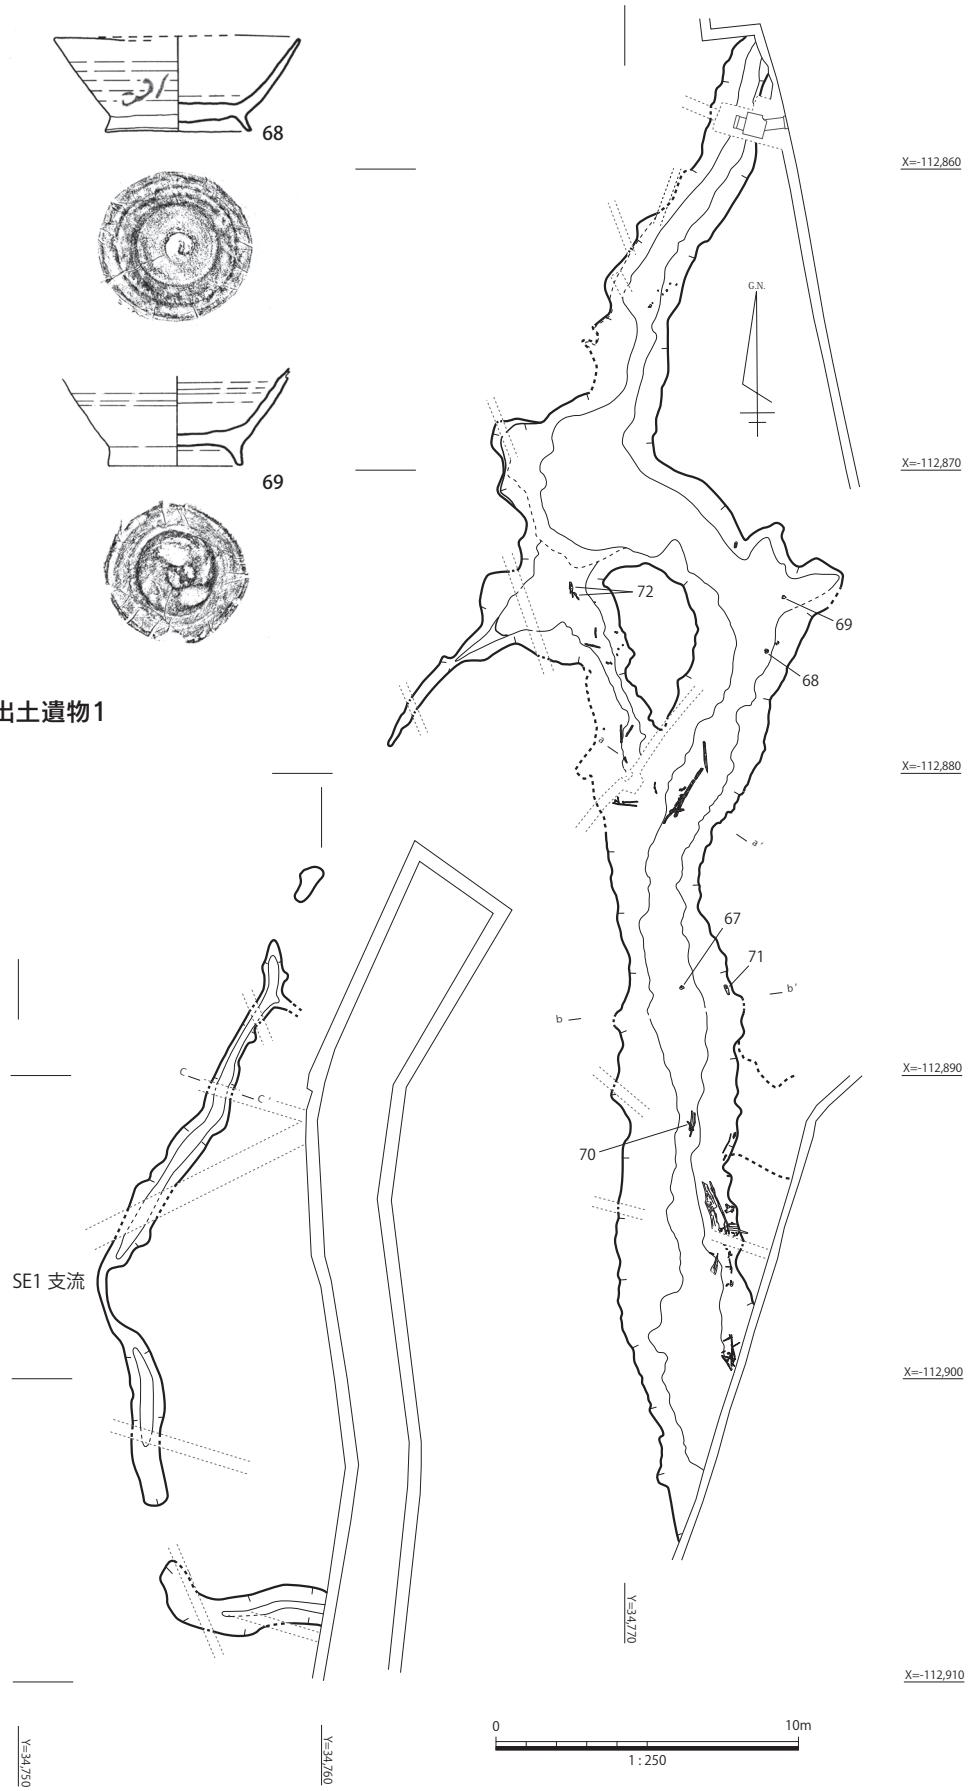 68
69
出土遺物1
G.N.
X=-112,860
X=-112,870
72
69
68
a
X=-112,880
a'
67
71
b
b'
X=-112,890
c
c'
70
SE1 支流
X=-112,900
Y=34,770
X=-112,910
Y=34,750
Y=34,760
0
10m
1 : 250